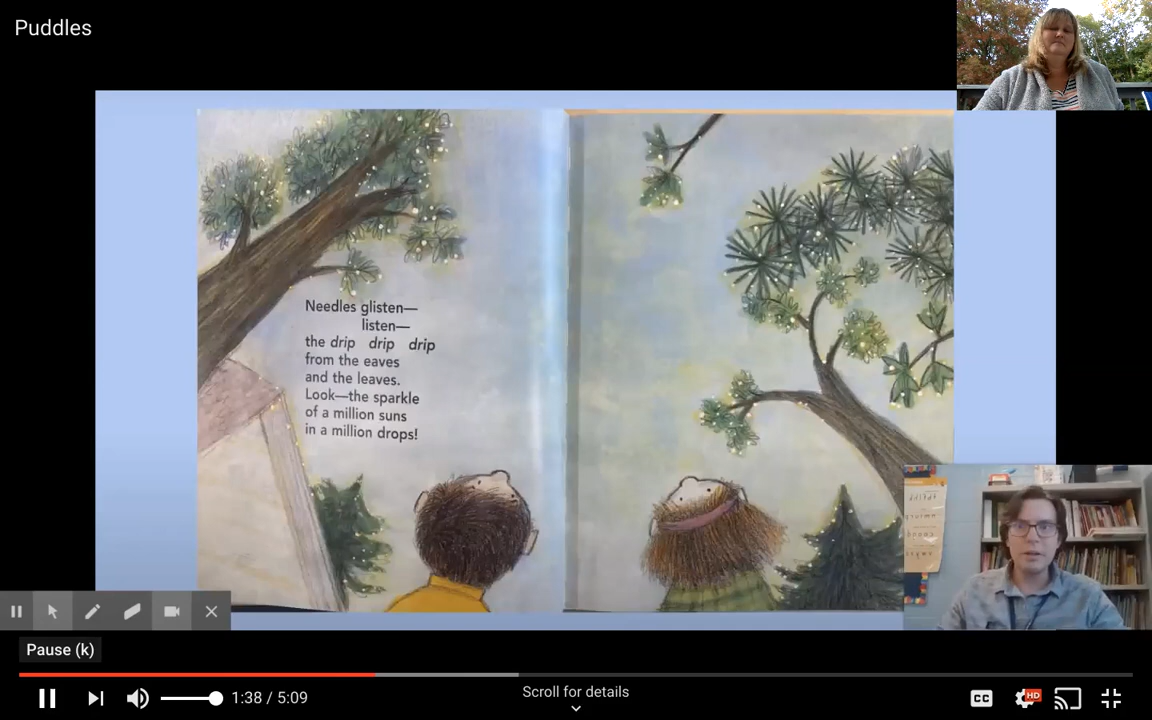 Puddles
Needles glisten—
listen—
the drip drip drip
from the eaves
and the leaves.
Look—the sparkle
of a million suns
in a million drops!
Pause (k)
1:38 / 5:09
Scroll for details
CC
HD